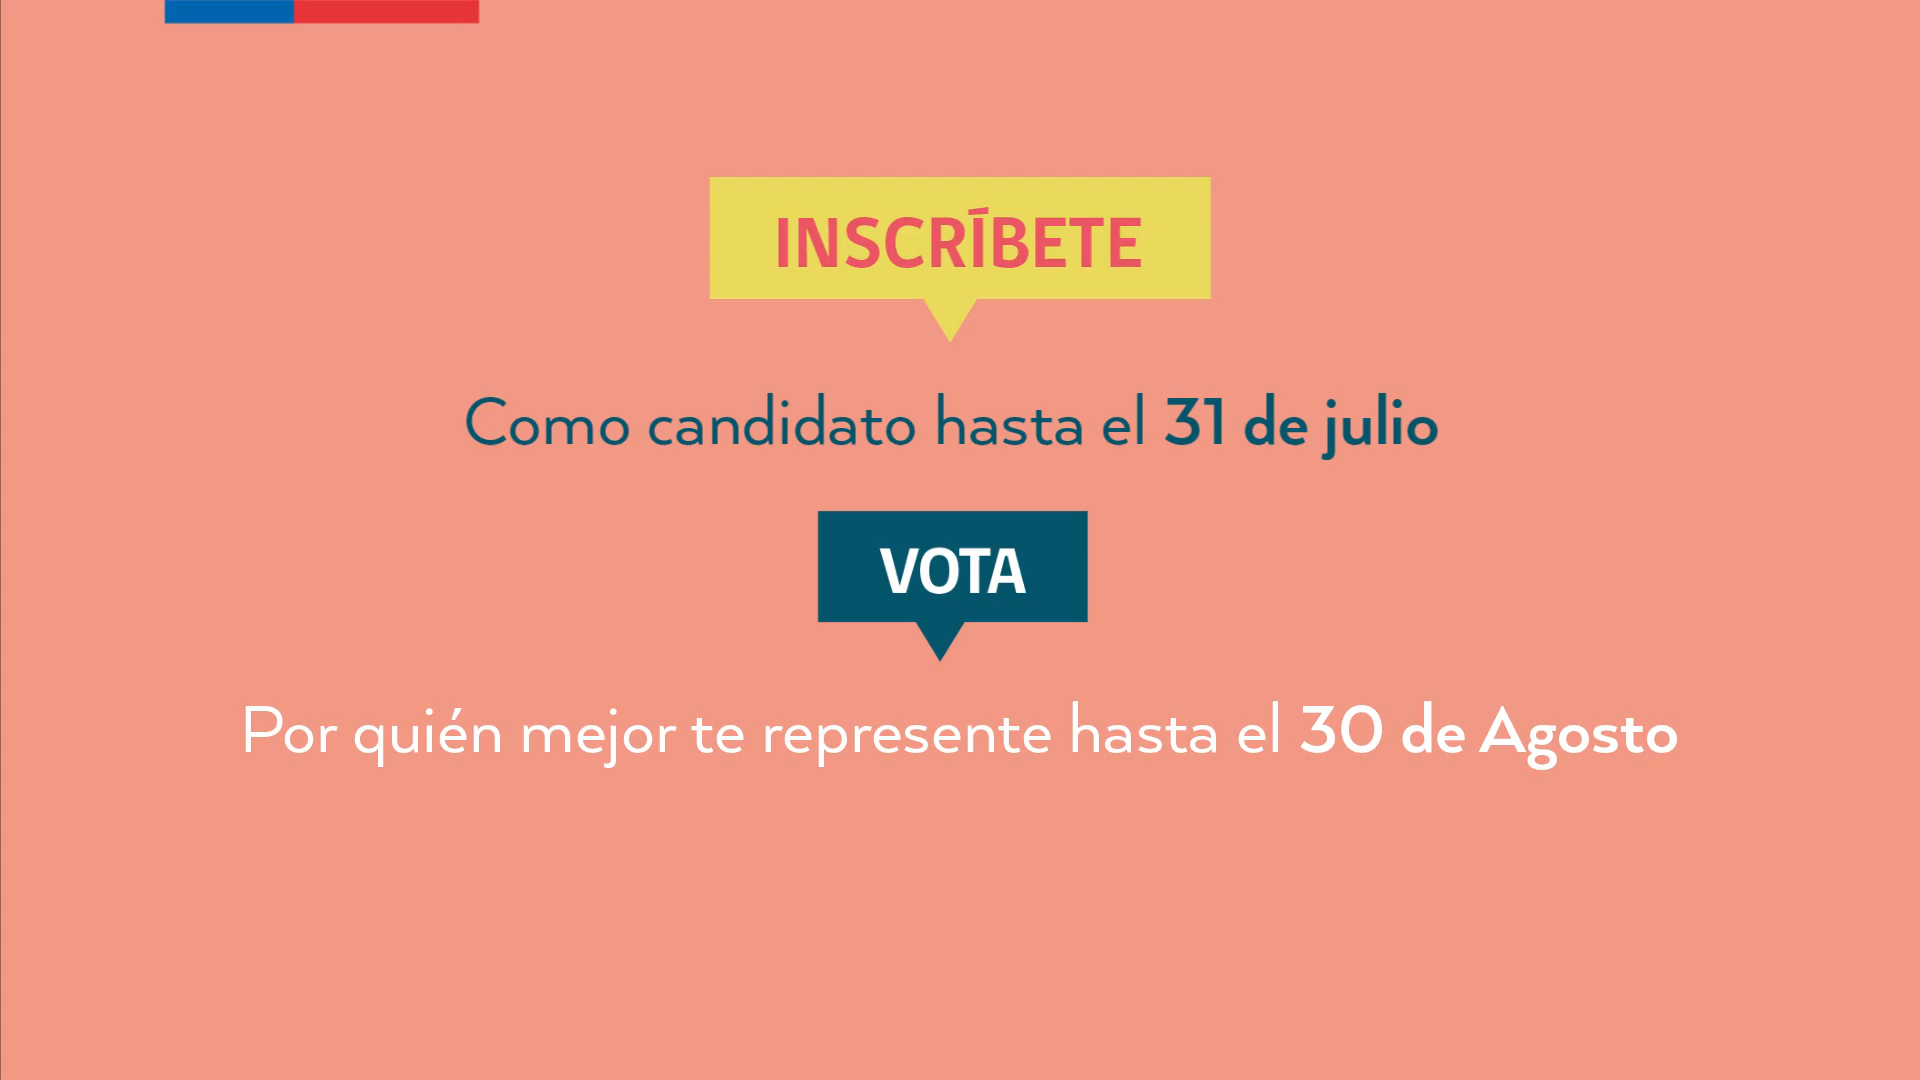 INSCRÍBETE
Como candidato hasta el 31 de julio
VOTA
Por quién mejor te represente hasta el 30 de Agosto